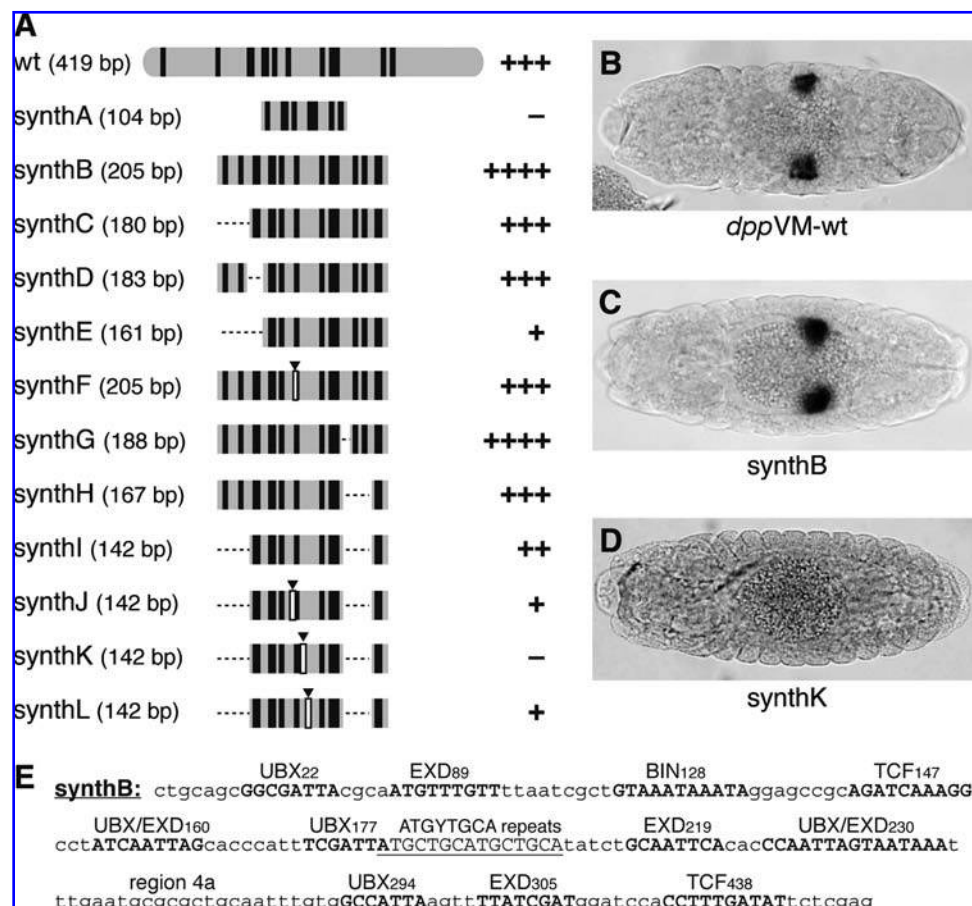 A
wt (419 bp) +++
synthA (104 bp) –
synthB (205 bp) ++++
synthC (180 bp) +++
synthD (183 bp) +++
synthE (161 bp) +
synthF (205 bp) +++
synthG (188 bp) ++++
synthH (167 bp) +++
synthI (142 bp) ++
synthJ (142 bp) +
synthK (142 bp) –
synthL (142 bp) +
B
dppVM-wt
C
synthB
D
synthK
E
UBX22 EXD89 BIN128 TCF147
synthB: ctgcagcGGCGATTAcgcaATGTTTGTTttaatcgctGTAAATAAATAggagccgcAGATCAAAGG
UBX/EXD160 UBX177 ATGYTGCA repeats EXD219 UBX/EXD230
cctATCAATTAGcacccattTCGATTATGCTGCATGCTGCAtatctGCAATTCAcacCCAATTAGTAATAAAt
region 4a UBX294 EXD305 TCF438
ttgaatgcgcgctgcaatttgtgGCCATTAagttTTATCGATggatccaCCTTTGATATtctcgag